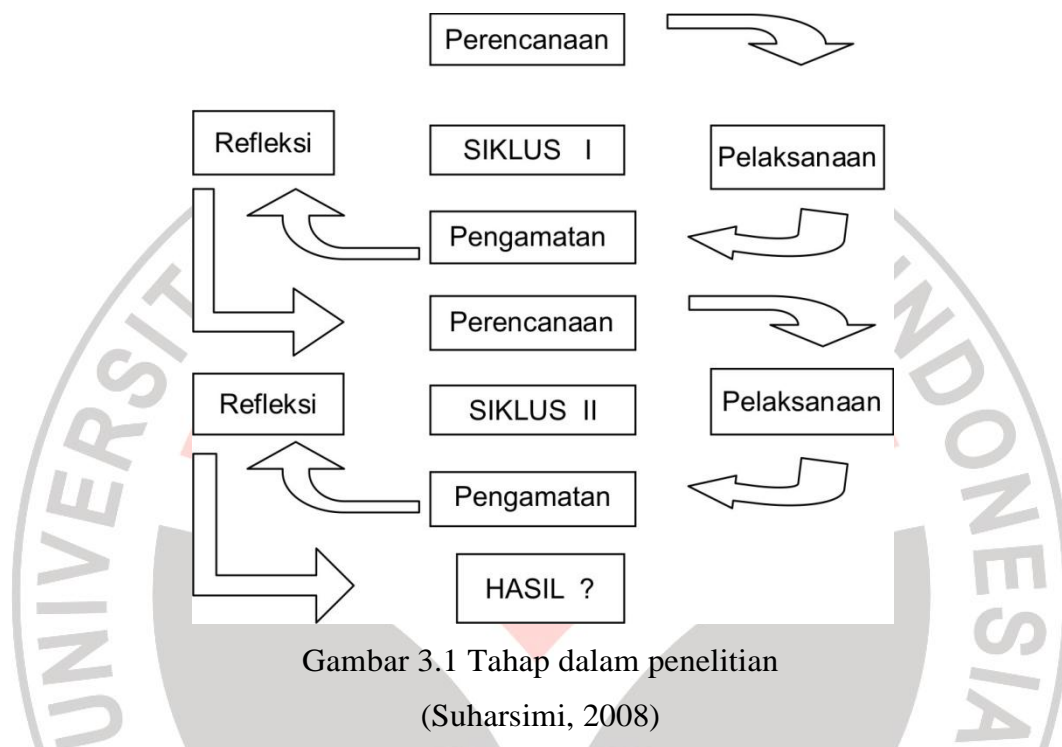 Perencanaan
Refleksi
SIKLUS I
Pelaksanaan
Pengamatan
Perencanaan
Refleksi
SIKLUS II
Pelaksanaan
Pengamatan
HASIL ?
Gambar 3.1 Tahap dalam penelitian
(Suharsimi, 2008)